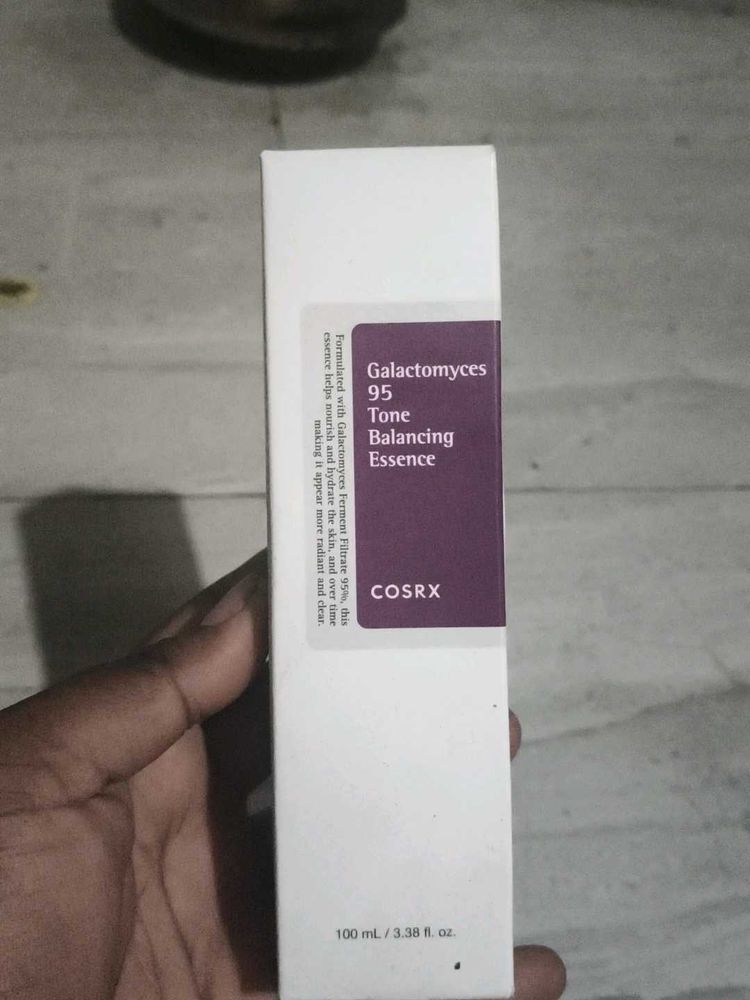 Galactomyces
95
Tone
Balancing
Essence
COSRX
Formulated with Galactomyces Ferment Filtrate 95%, this
essence helps nourish and hydrate the skin, and over time
making it appear more radiant and clear.
100 mL / 3.38 fl. oz.